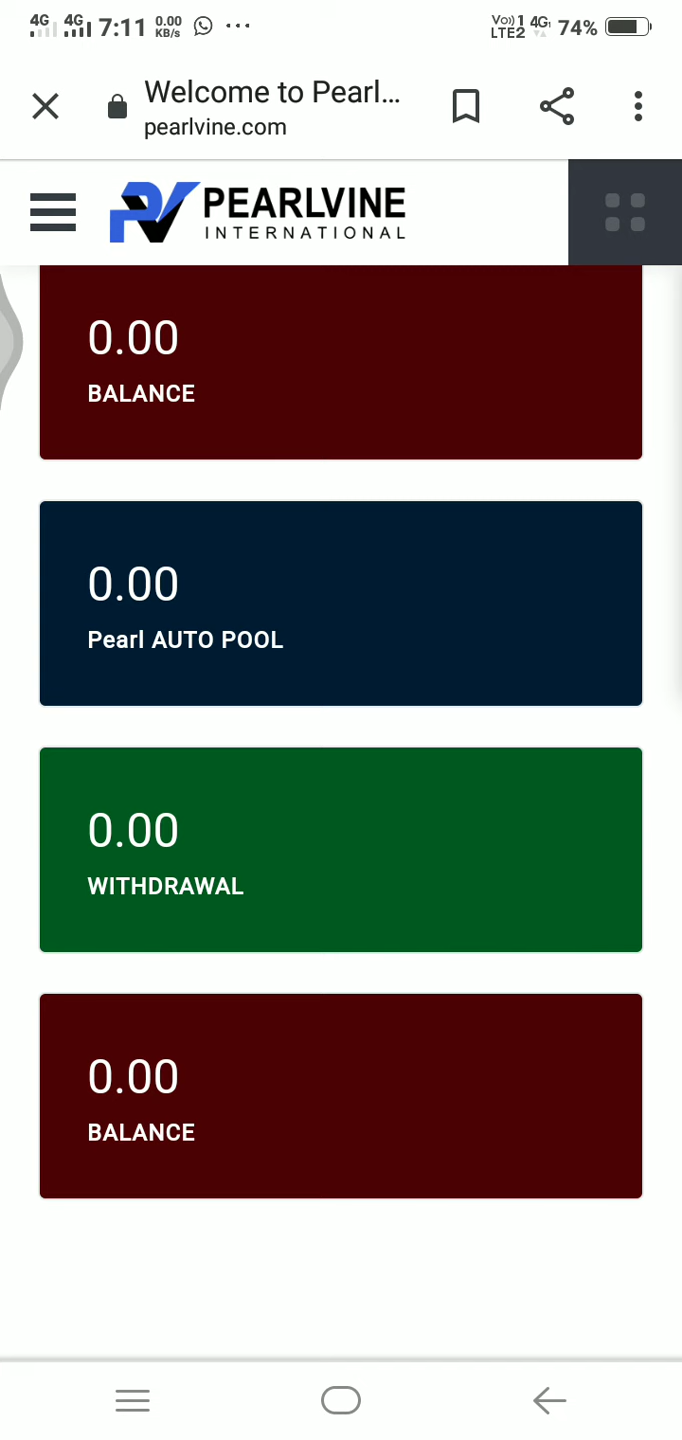 4G 4G 7:11 0.00 KB/s ··· Vo)) 1 LTE2 4G 74%
Welcome to Pearl...
pearlvine.com
PV PEARLVINE
INTERNATIONAL
0.00
BALANCE
0.00
Pearl AUTO POOL
0.00
WITHDRAWAL
0.00
BALANCE